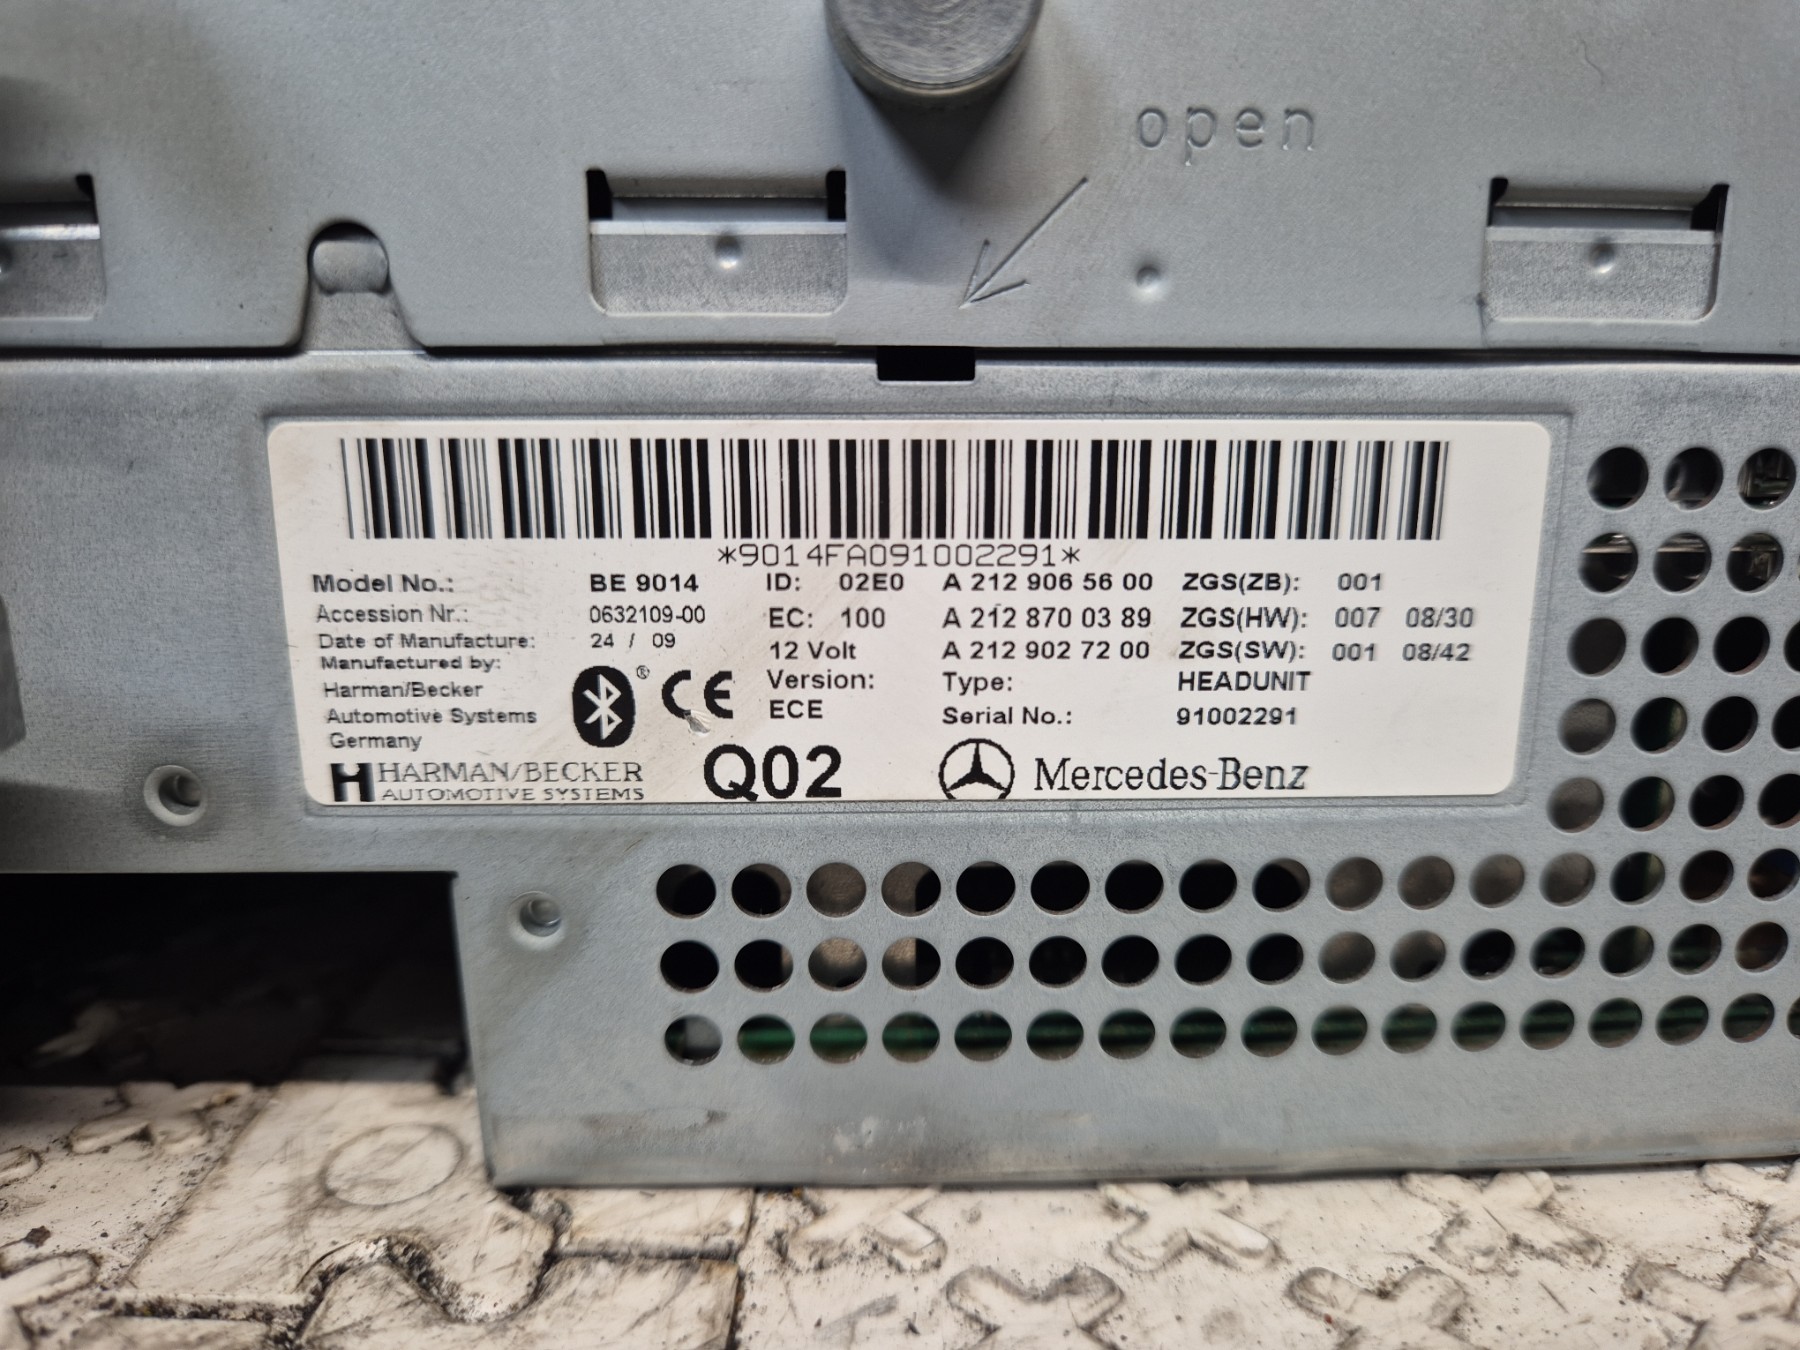 open
*9014FA091002291*
Model No.: BE 9014 ID: 02E0 A 212 906 56 00 ZGS(ZB): 001
Accession Nr.: 0632109-00 EC: 100 A 212 870 03 89 ZGS(HW): 007 08/30
Date of Manufacture: 24 / 09 12 Volt A 212 902 72 00 ZGS(SW): 001 08/42
Manufactured by: Version: Type: HEADUNIT
Harman/Becker ® CE ECE Serial No.: 91002291
Automotive Systems
Germany
H HARMAN/BECKER Q02 Mercedes-Benz
AUTOMOTIVE SYSTEMS